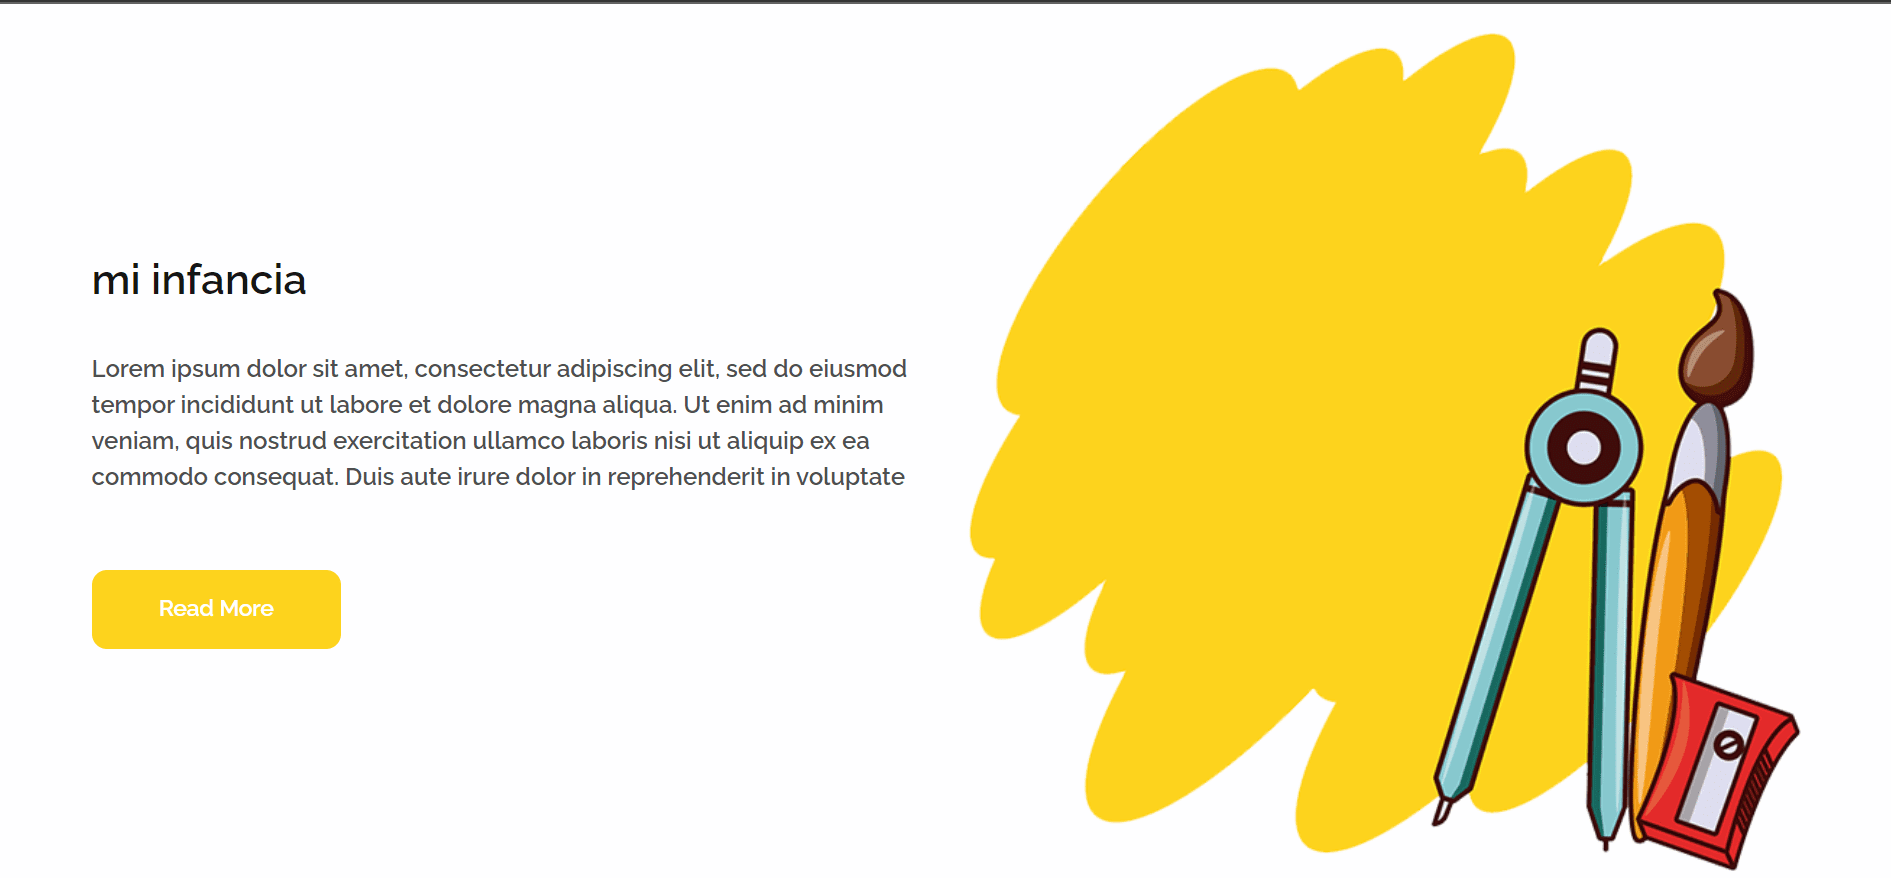 mi infancia
Lorem ipsum dolor sit amet, consectetur adipiscing elit, sed do eiusmod
tempor incididunt ut labore et dolore magna aliqua. Ut enim ad minim
veniam, quis nostrud exercitation ullamco laboris nisi ut aliquip ex ea
commodo consequat. Duis aute irure dolor in reprehenderit in voluptate
Read More